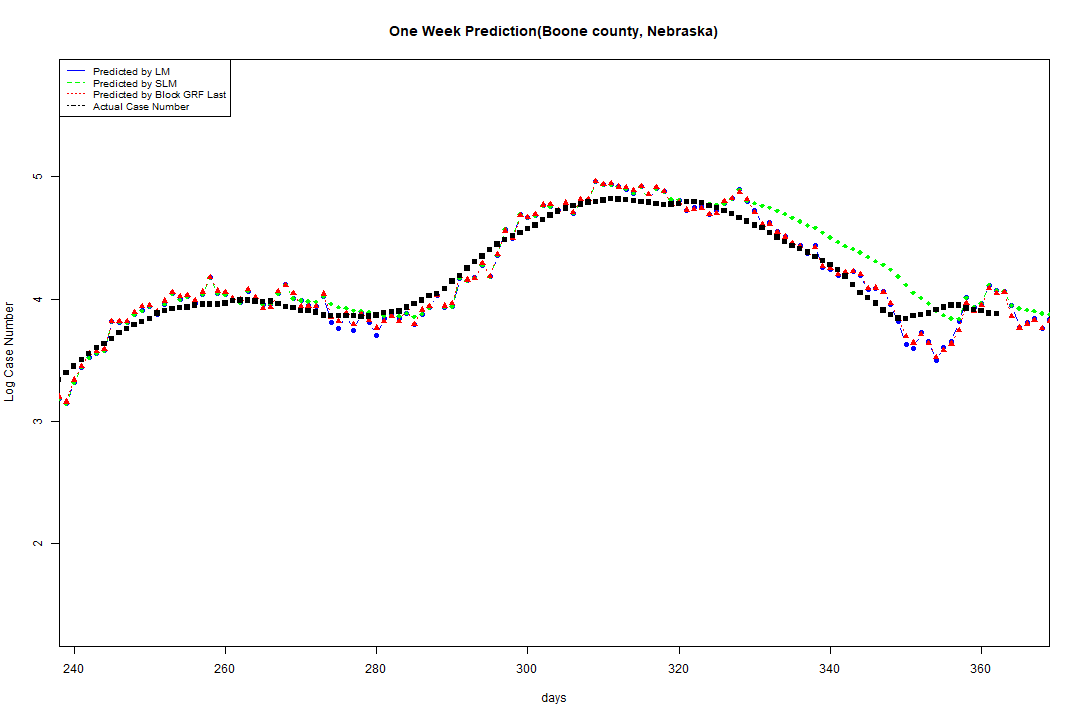 One Week Prediction(Boone county, Nebraska)
Predicted by LM
Predicted by SLM
Predicted by Block GRF Last
Actual Case Number
5
4
3
2
Log Case Number
240 260 280 300 320 340 360
days